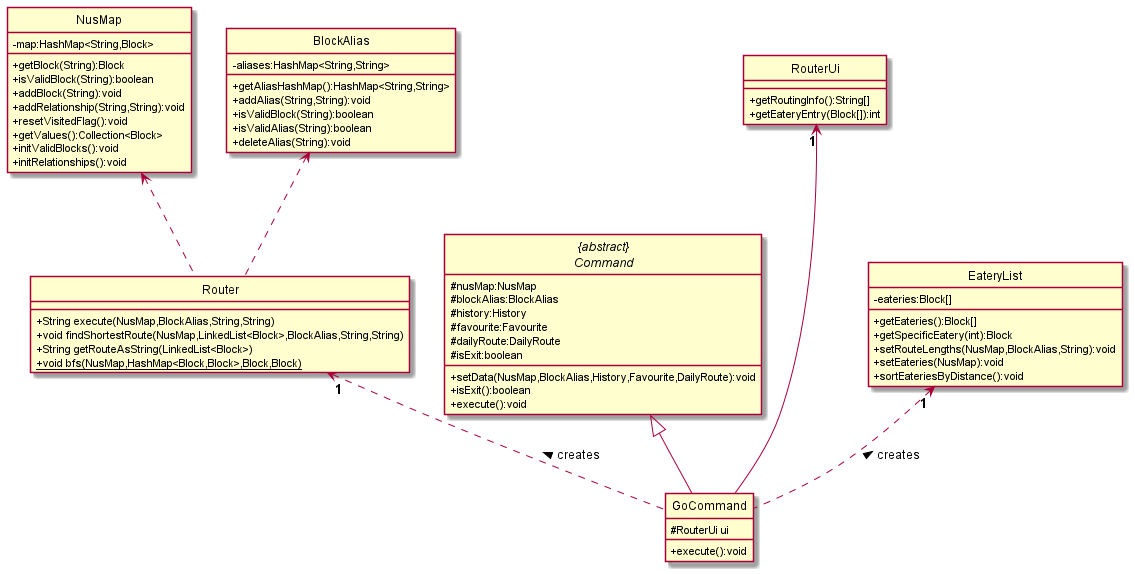 NusMap
-map:HashMap<String,Block>
+getBlock(String):Block
+isValidBlock(String):boolean
+addBlock(String):void
+addRelationship(String,String):void
+resetVisitedFlag():void
+getValues():Collection<Block>
+initValidBlocks():void
+initRelationships():void
BlockAlias
-aliases:HashMap<String,String>
+getAliasHashMap():HashMap<String,String>
+addAlias(String,String):void
+isValidBlock(String):boolean
+isValidAlias(String):boolean
+deleteAlias(String):void
RouterUi
+getRoutingInfo():String[]
+getEateryEntry(Block[]):int
1
Router
+String execute(NusMap,BlockAlias,String,String)
+void findShortestRoute(NusMap,LinkedList<Block>,BlockAlias,String,String)
+String getRouteAsString(LinkedList<Block>)
+void bfs(NusMap,HashMap<Block,Block>,Block,Block)
1
{abstract}
Command
#nusMap:NusMap
#blockAlias:BlockAlias
#history:History
#favourite:Favourite
#dailyRoute:DailyRoute
#isExit:boolean
+setData(NusMap,BlockAlias,History,Favourite,DailyRoute):void
+isExit():boolean
+execute():void
EateryList
-eateries:Block[]
+getEateries():Block[]
+getSpecificEatery(int):Block
+setRouteLengths(NusMap,BlockAlias,String):void
+setEateries(NusMap):void
+sortEateriesByDistance():void
1
creates
creates
GoCommand
#RouterUi ui
+execute():void